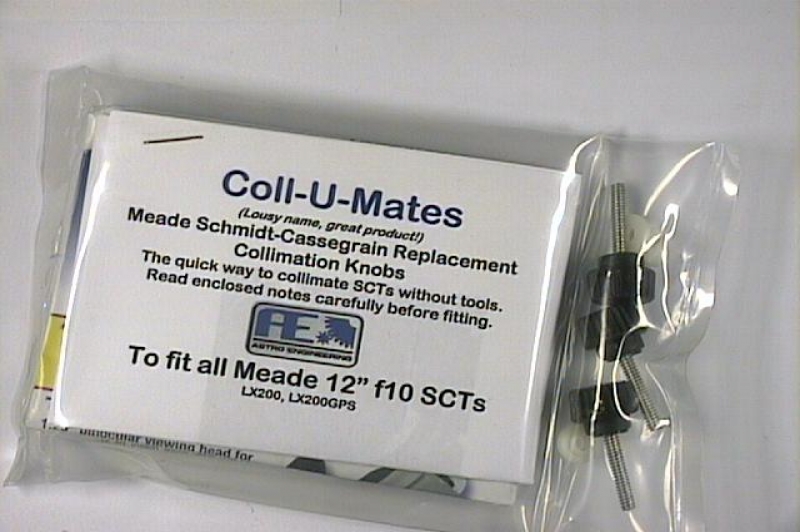 Coll-U-Mates
(Lousy name, great product!)
Meade Schmidt-Cassegrain Replacement
Collimation Knobs
The quick way to collimate SCTs without tools.
Read enclosed notes carefully before fitting.
AE
ASTRO ENGINEERING
To fit all Meade 12” f10 SCTs
LX200, LX200GPS
1.25" binocular viewing head for